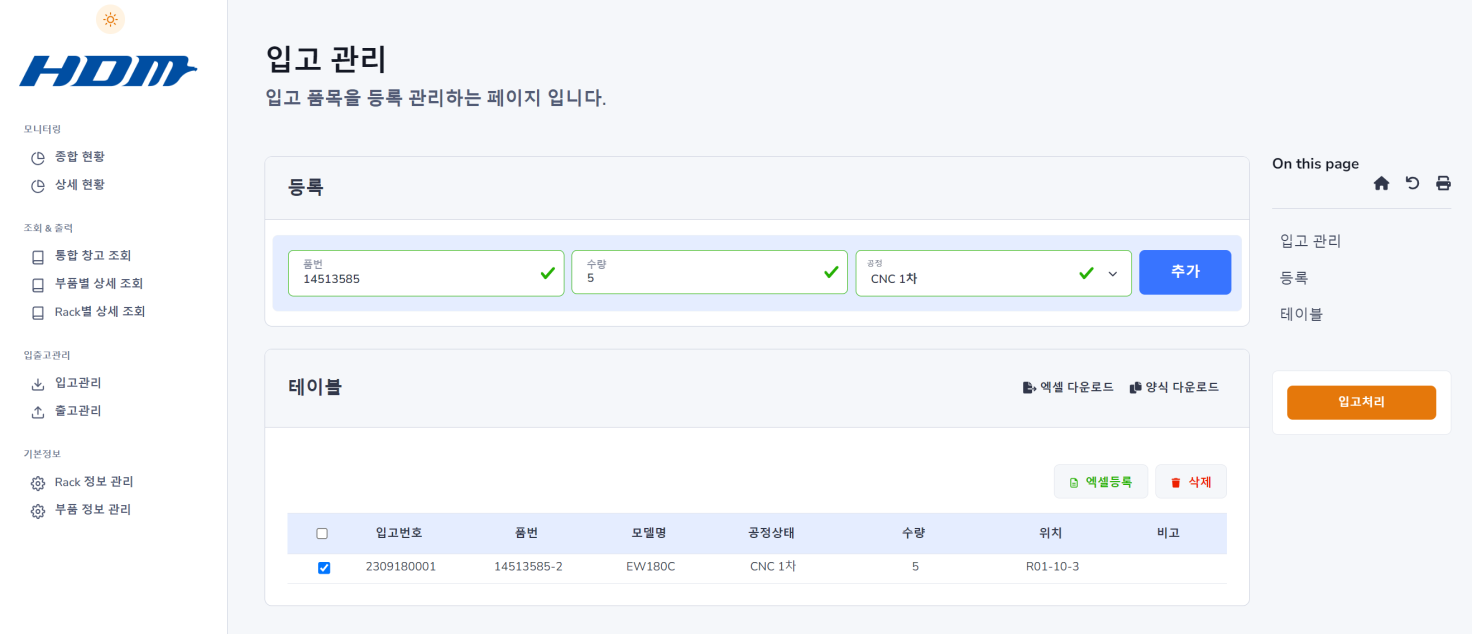 HDM
모니터링
종합 현황
상세 현황
조회 & 출력
통합 창고 조회
부품별 상세 조회
Rack별 상세 조회
입출고관리
입고관리
출고관리
기본정보
Rack 정보 관리
부품 정보 관리
입고 관리
입고 품목을 등록 관리하는 페이지 입니다.
등록
품번
14513585
수량
5
공정
CNC 1차
추가
테이블
엑셀 다운로드 양식 다운로드
엑셀등록 삭제
입고번호 품번 모델명 공정상태 수량 위치 비고
2309180001 14513585-2 EW180C CNC 1차 5 R01-10-3
On this page
입고 관리
등록
테이블
입고처리